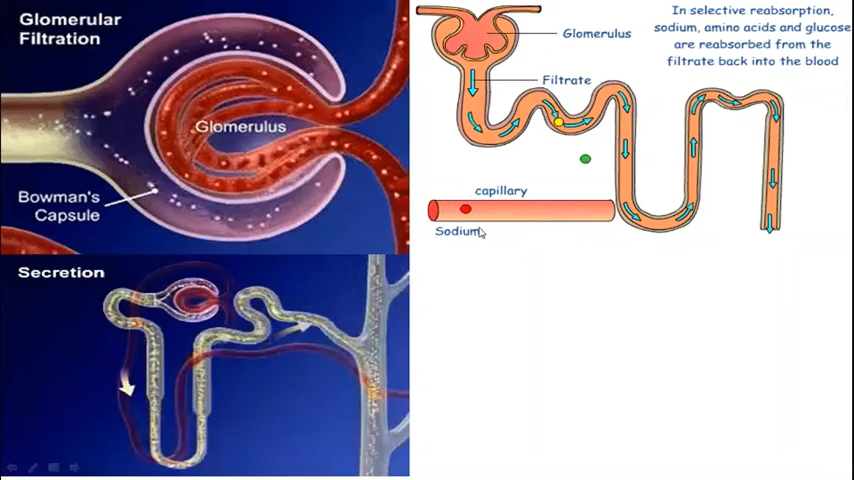 Glomerular
Filtration
Glomerulus
Bowman's
Capsule
Secretion
In selective reabsorption,
sodium, amino acids and glucose
are reabsorbed from the
filtrate back into the blood
Glomerulus
Filtrate
capillary
Sodium